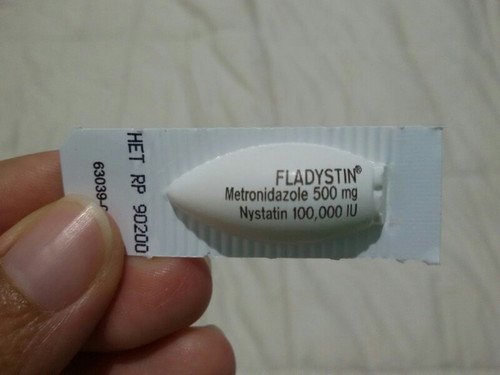 FLADYSTIN®
Metronidazole 500 mg
Nystatin 100,000 IU
HET RP 90200
63039-